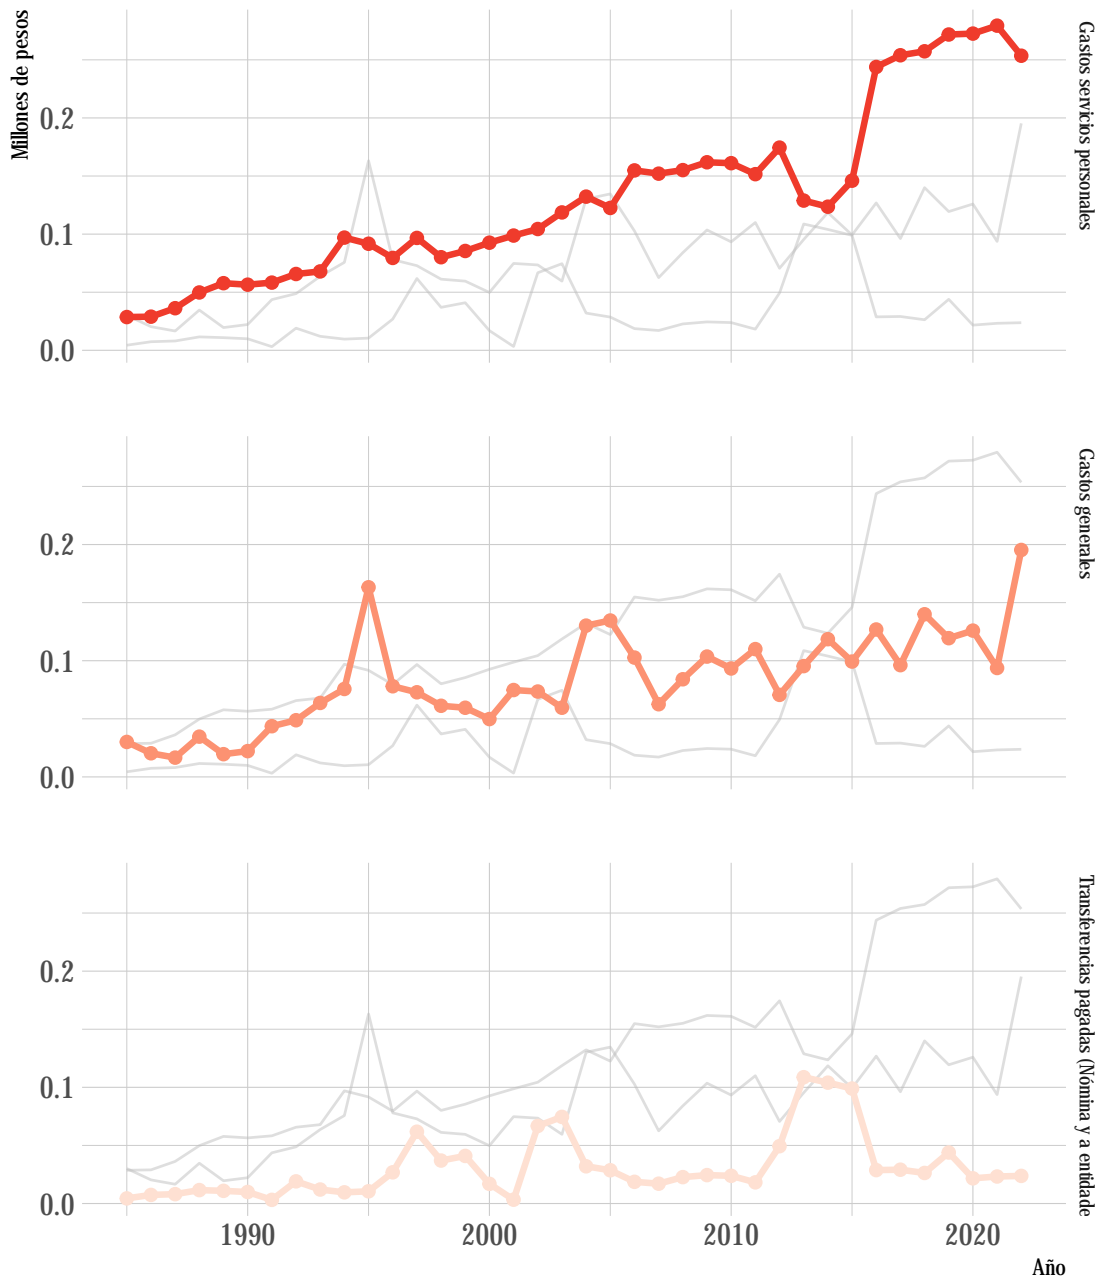 Millones de pesos
0.2
0.1
0.0
Gastos servicios personales
0.2
0.1
0.0
Gastos generales
0.2
0.1
0.0
Transferencias pagadas (Nómina y a entidade
1990 2000 2010 2020
Año